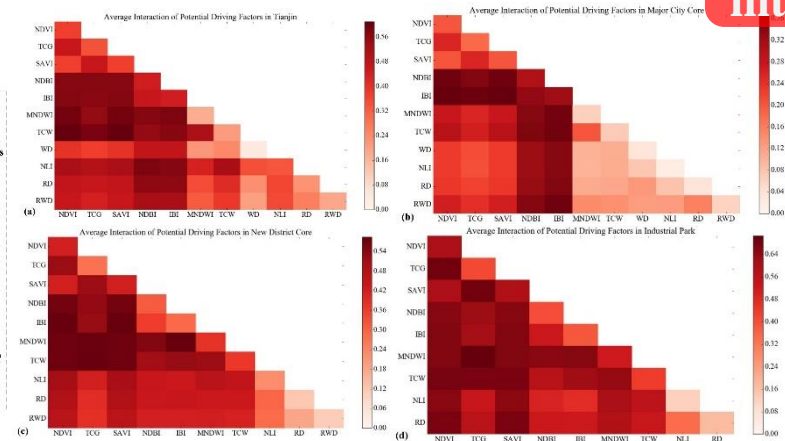 Average Interaction of Potential Driving Factors in Tianjin
NDVI
TCG
SAVI
NDBI
IBI
MNDWI
TCW
WD
NLI
RD
RWD
NDVI TCG SAVI NDBI IBI MNDWI TCW WD NLI RD RWD
0.56
0.48
0.40
0.32
0.24
0.16
0.08
0.00
(a)
Average Interaction of Potential Driving Factors in Major City Core
NDVI
TCG
SAVI
NDBI
IBI
MNDWI
TCW
WD
NLI
RD
RWD
NDVI TCG SAVI NDBI IBI MNDWI TCW WD NLI RD RWD
0.32
0.28
0.24
0.20
0.16
0.12
0.08
0.04
0.00
(b)
Average Interaction of Potential Driving Factors in New District Core
NDVI
TCG
SAVI
NDBI
IBI
MNDWI
TCW
NLI
RD
RWD
NDVI TCG SAVI NDBI IBI MNDWI TCW NLI RD RWD
0.54
0.48
0.42
0.36
0.30
0.24
0.18
0.12
0.06
0.00
(c)
Average Interaction of Potential Driving Factors in Industrial Park
NDVI
TCG
SAVI
NDBI
IBI
MNDWI
TCW
NLI
RD
NDVI TCG SAVI NDBI IBI MNDWI TCW NLI RD
0.64
0.56
0.48
0.40
0.32
0.24
0.16
0.08
0.00
(d)